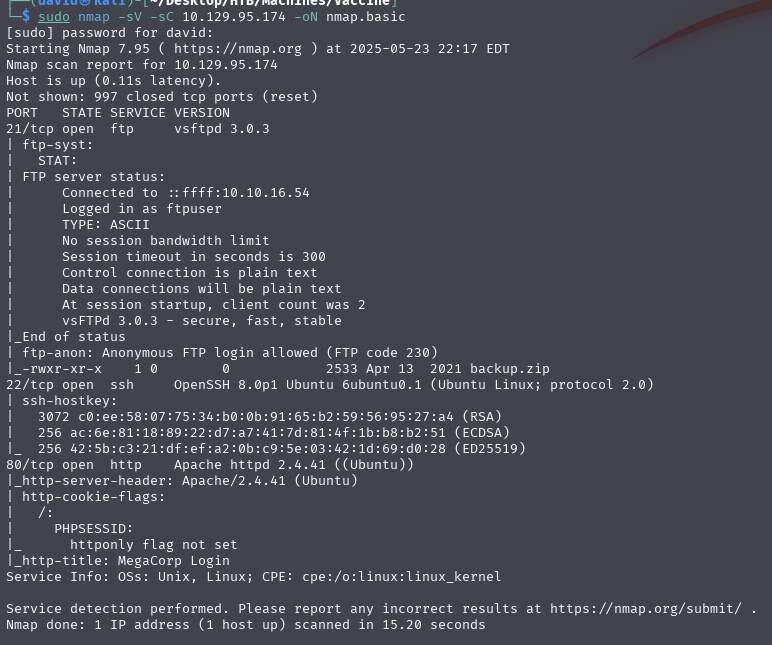 (david㉿kali)-[~/Desktop/HTB/Machines/Vaccine]
$ sudo nmap -sV -sC 10.129.95.174 -oN nmap.basic
[sudo] password for david:
Starting Nmap 7.95 ( https://nmap.org ) at 2025-05-23 22:17 EDT
Nmap scan report for 10.129.95.174
Host is up (0.11s latency).
Not shown: 997 closed tcp ports (reset)
PORT   STATE SERVICE VERSION
21/tcp open  ftp     vsftpd 3.0.3
| ftp-syst:
|   STAT:
| FTP server status:
|      Connected to ::ffff:10.10.16.54
|      Logged in as ftpuser
|      TYPE: ASCII
|      No session bandwidth limit
|      Session timeout in seconds is 300
|      Control connection is plain text
|      Data connections will be plain text
|      At session startup, client count was 2
|      vsFTPd 3.0.3 - secure, fast, stable
|_End of status
| ftp-anon: Anonymous FTP login allowed (FTP code 230)
|_-rwxr-xr-x    1 0        0            2533 Apr 13  2021 backup.zip
22/tcp open  ssh     OpenSSH 8.0p1 Ubuntu 6ubuntu0.1 (Ubuntu Linux; protocol 2.0)
| ssh-hostkey:
|   3072 c0:ee:58:07:75:34:b0:0b:91:65:b2:59:56:95:27:a4 (RSA)
|   256 ac:6e:81:18:89:22:d7:a7:41:7d:81:4f:1b:b8:b2:51 (ECDSA)
|_  256 42:5b:c3:21:df:ef:a2:0b:c9:5e:03:42:1d:69:d0:28 (ED25519)
80/tcp open  http    Apache httpd 2.4.41 ((Ubuntu))
|_http-server-header: Apache/2.4.41 (Ubuntu)
| http-cookie-flags:
|   /:
|     PHPSESSID:
|_      httponly flag not set
|_http-title: MegaCorp Login
Service Info: OSs: Unix, Linux; CPE: cpe:/o:linux:linux_kernel

Service detection performed. Please report any incorrect results at https://nmap.org/submit/ .
Nmap done: 1 IP address (1 host up) scanned in 15.20 seconds